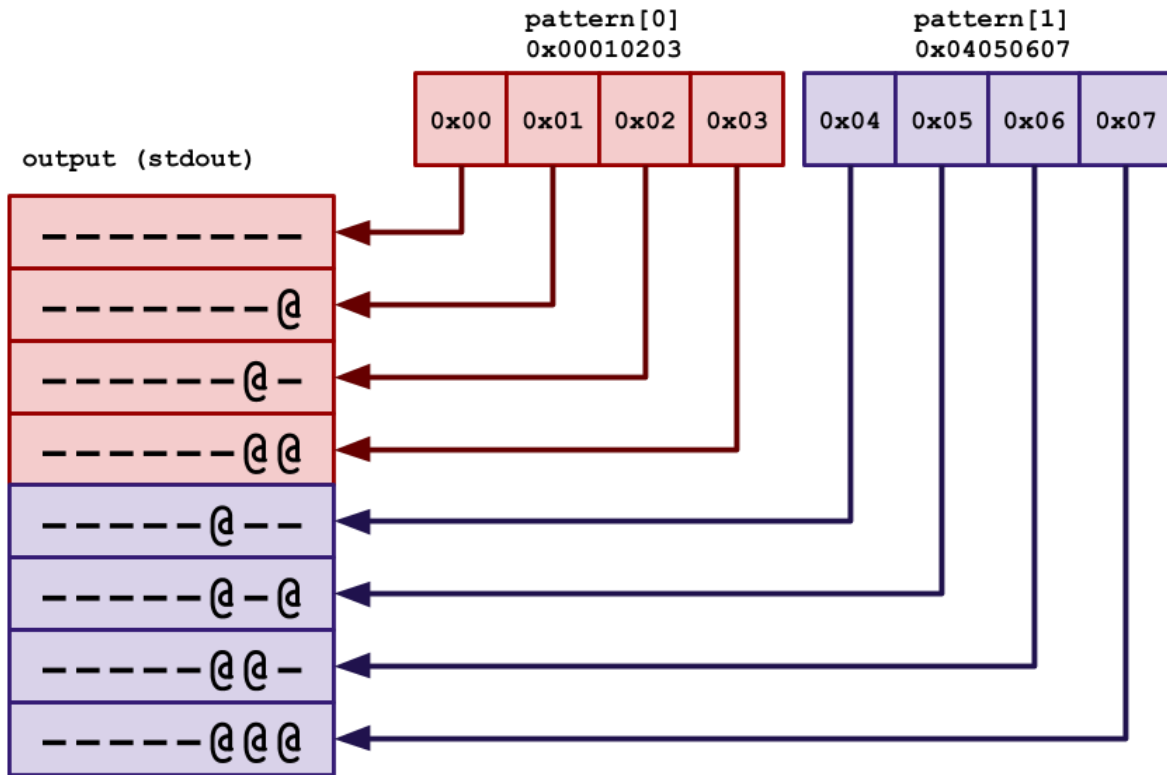 pattern[0] pattern[1]
0x00010203 0x04050607
0x00 0x01 0x02 0x03 0x04 0x05 0x06 0x07
output (stdout)
--------
-------@
------@-
------@@
-----@--
-----@-@
-----@@-
-----@@@